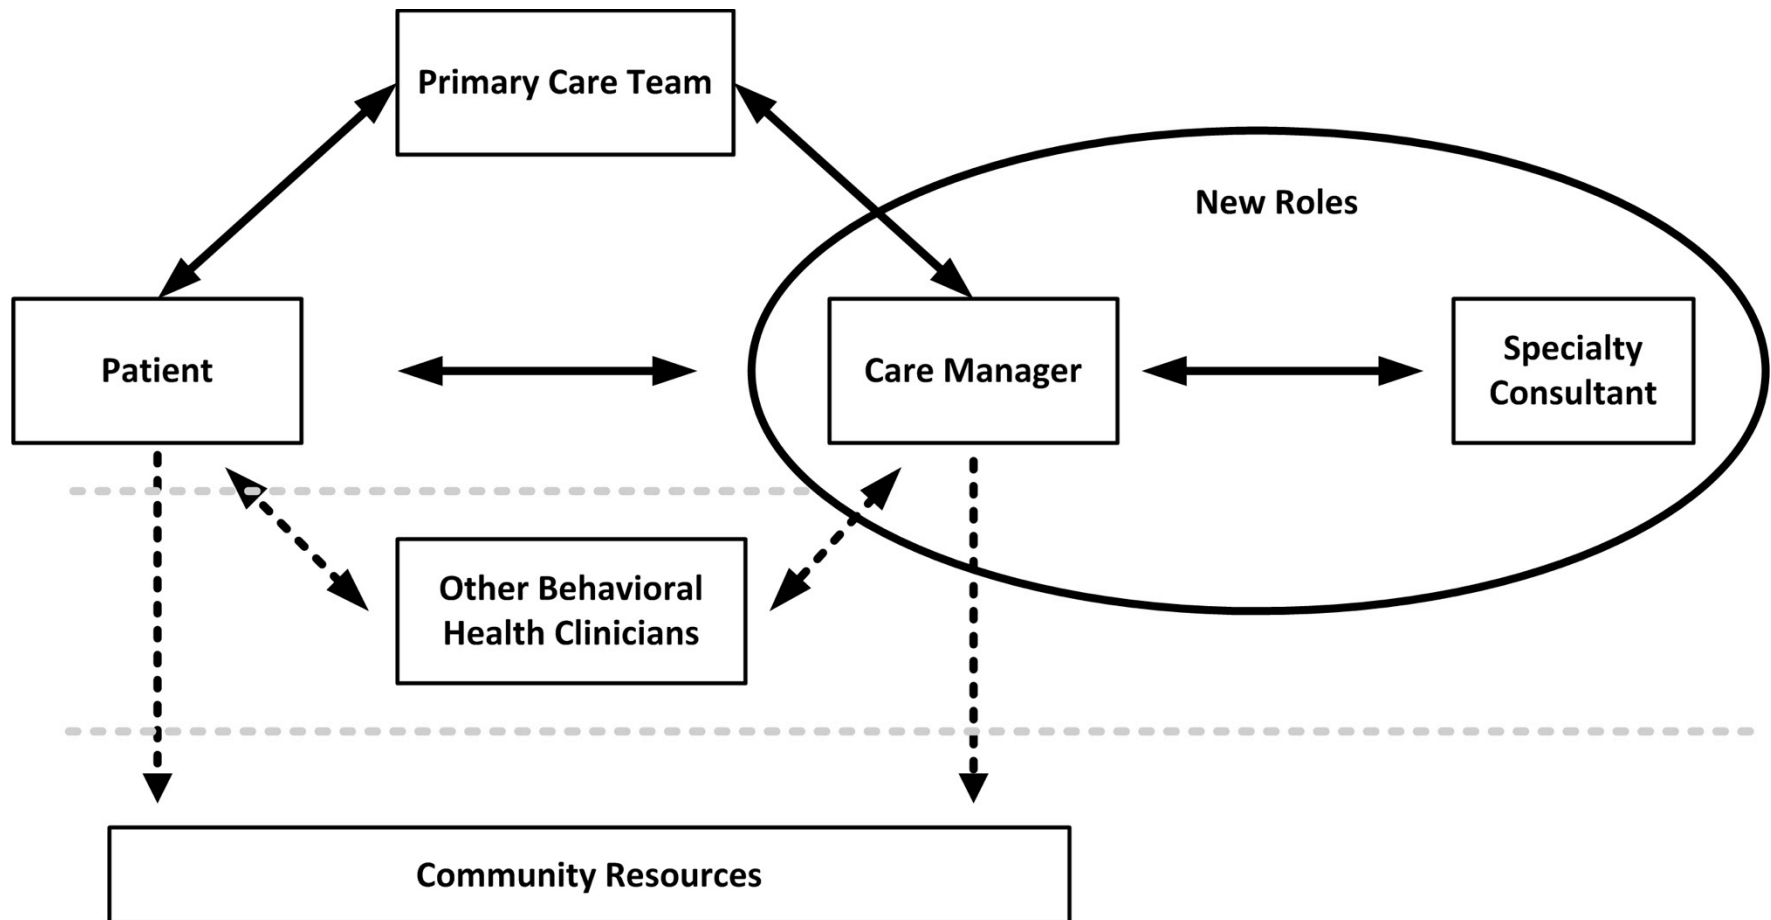 Primary Care Team
New Roles
Patient
Care Manager
Specialty
Consultant
Other Behavioral
Health Clinicians
Community Resources